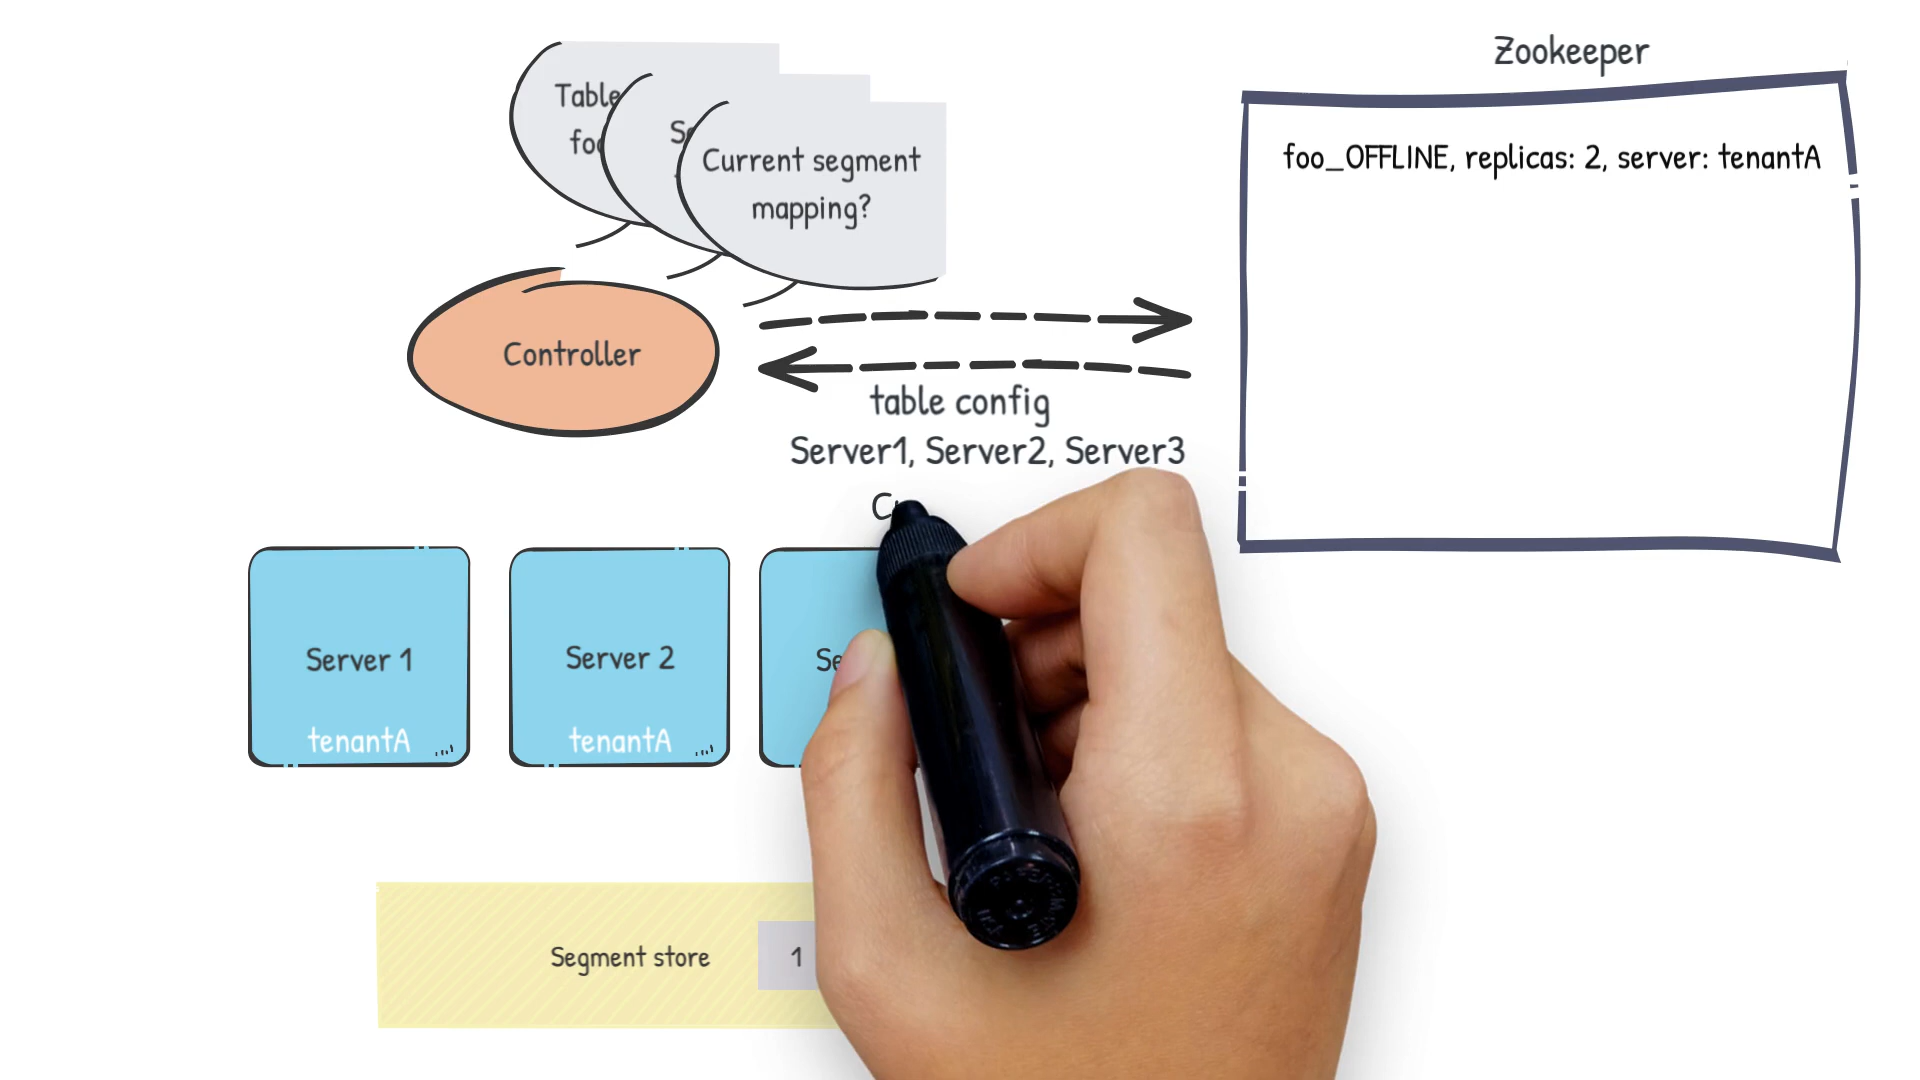 Zookeeper
Table
Current segment
mapping?
foo_OFFLINE, replicas: 2, server: tenantA
Controller
table config
Server1, Server2, Server3
Server 1
tenantA
Server 2
tenantA
Segment store
1